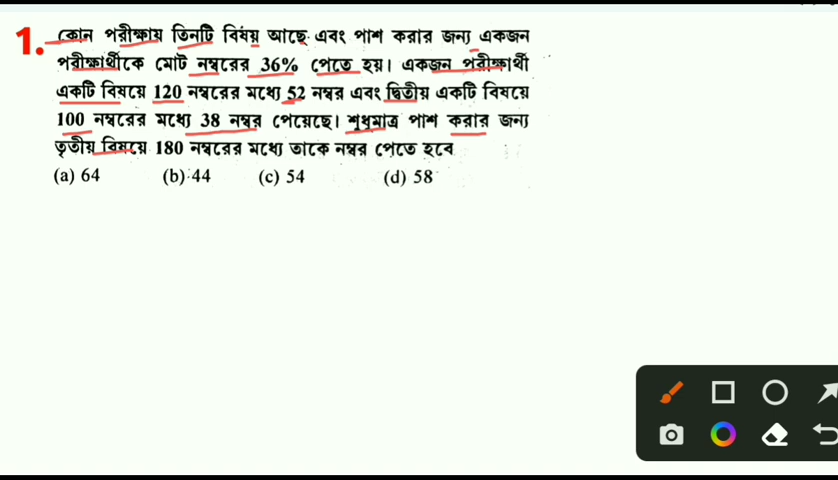 1. কোন পরীক্ষায় তিনটি বিষয় আছে এবং পাশ করার জন্য একজন
পরীক্ষার্থীকে মোট নম্বরের 36% পেতে হয়। একজন পরীক্ষার্থী
একটি বিষয়ে 120 নম্বরের মধ্যে 52 নম্বর এবং দ্বিতীয় একটি বিষয়ে
100 নম্বরের মধ্যে 38 নম্বর পেয়েছে। শুধুমাত্র পাশ করার জন্য
তৃতীয় বিষয়ে 180 নম্বরের মধ্যে তাকে নম্বর পেতে হবে
(a) 64 (b) 44 (c) 54 (d) 58